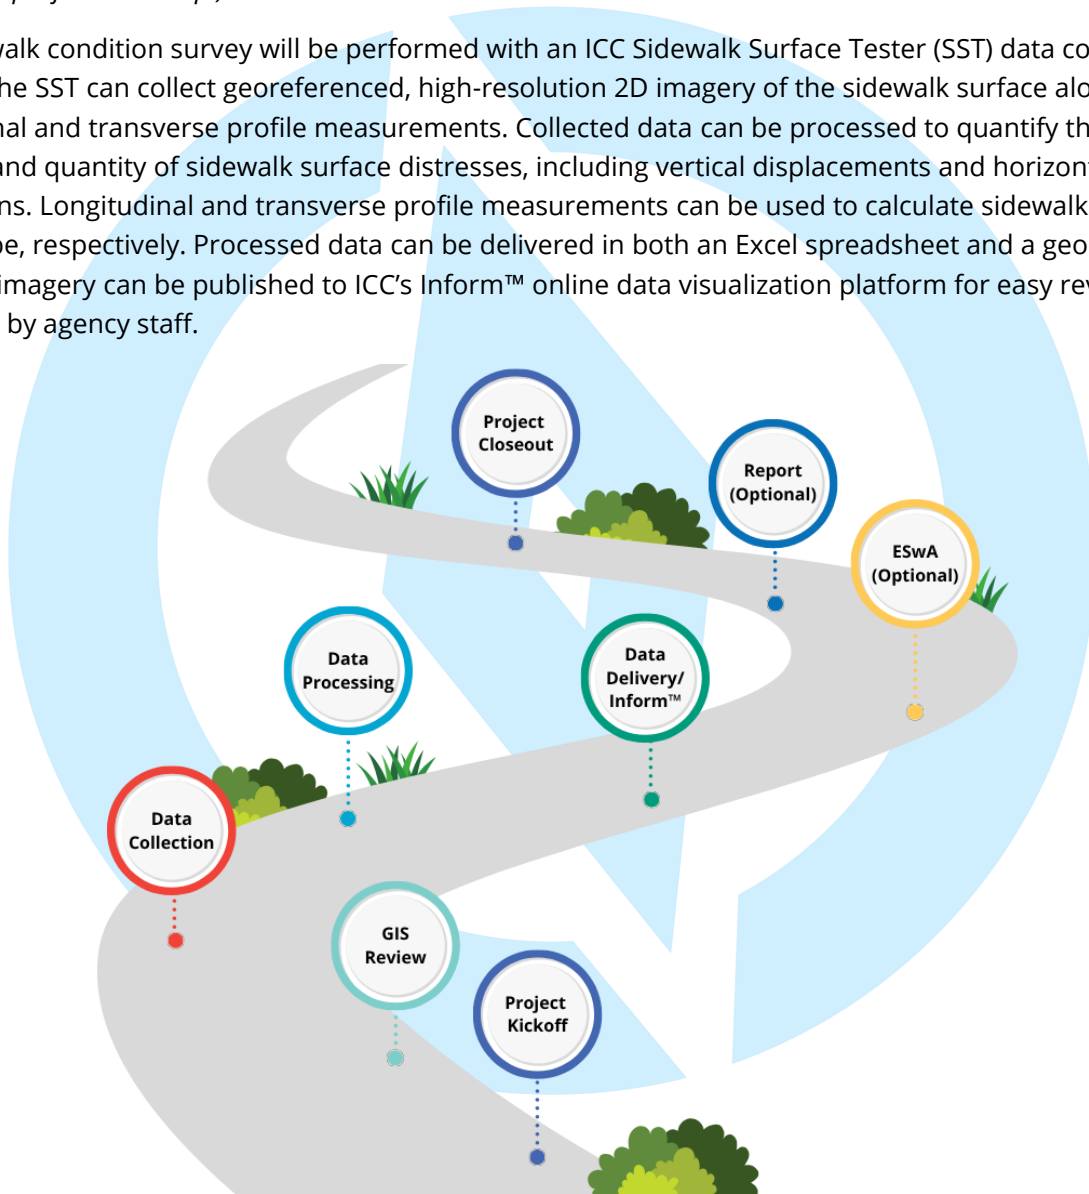 walk condition survey will be performed with an ICC Sidewalk Surface Tester (SST) data co
he SST can collect georeferenced, high-resolution 2D imagery of the sidewalk surface alo
nal and transverse profile measurements. Collected data can be processed to quantify th
and quantity of sidewalk surface distresses, including vertical displacements and horizont
ns. Longitudinal and transverse profile measurements can be used to calculate sidewalk
pe, respectively. Processed data can be delivered in both an Excel spreadsheet and a geo
imagery can be published to ICC’s Inform™ online data visualization platform for easy rev
by agency staff.
Project
Closeout
Report
(Optional)
ESwA
(Optional)
Data
Processing
Data
Delivery/
Inform™
Data
Collection
GIS
Review
Project
Kickoff